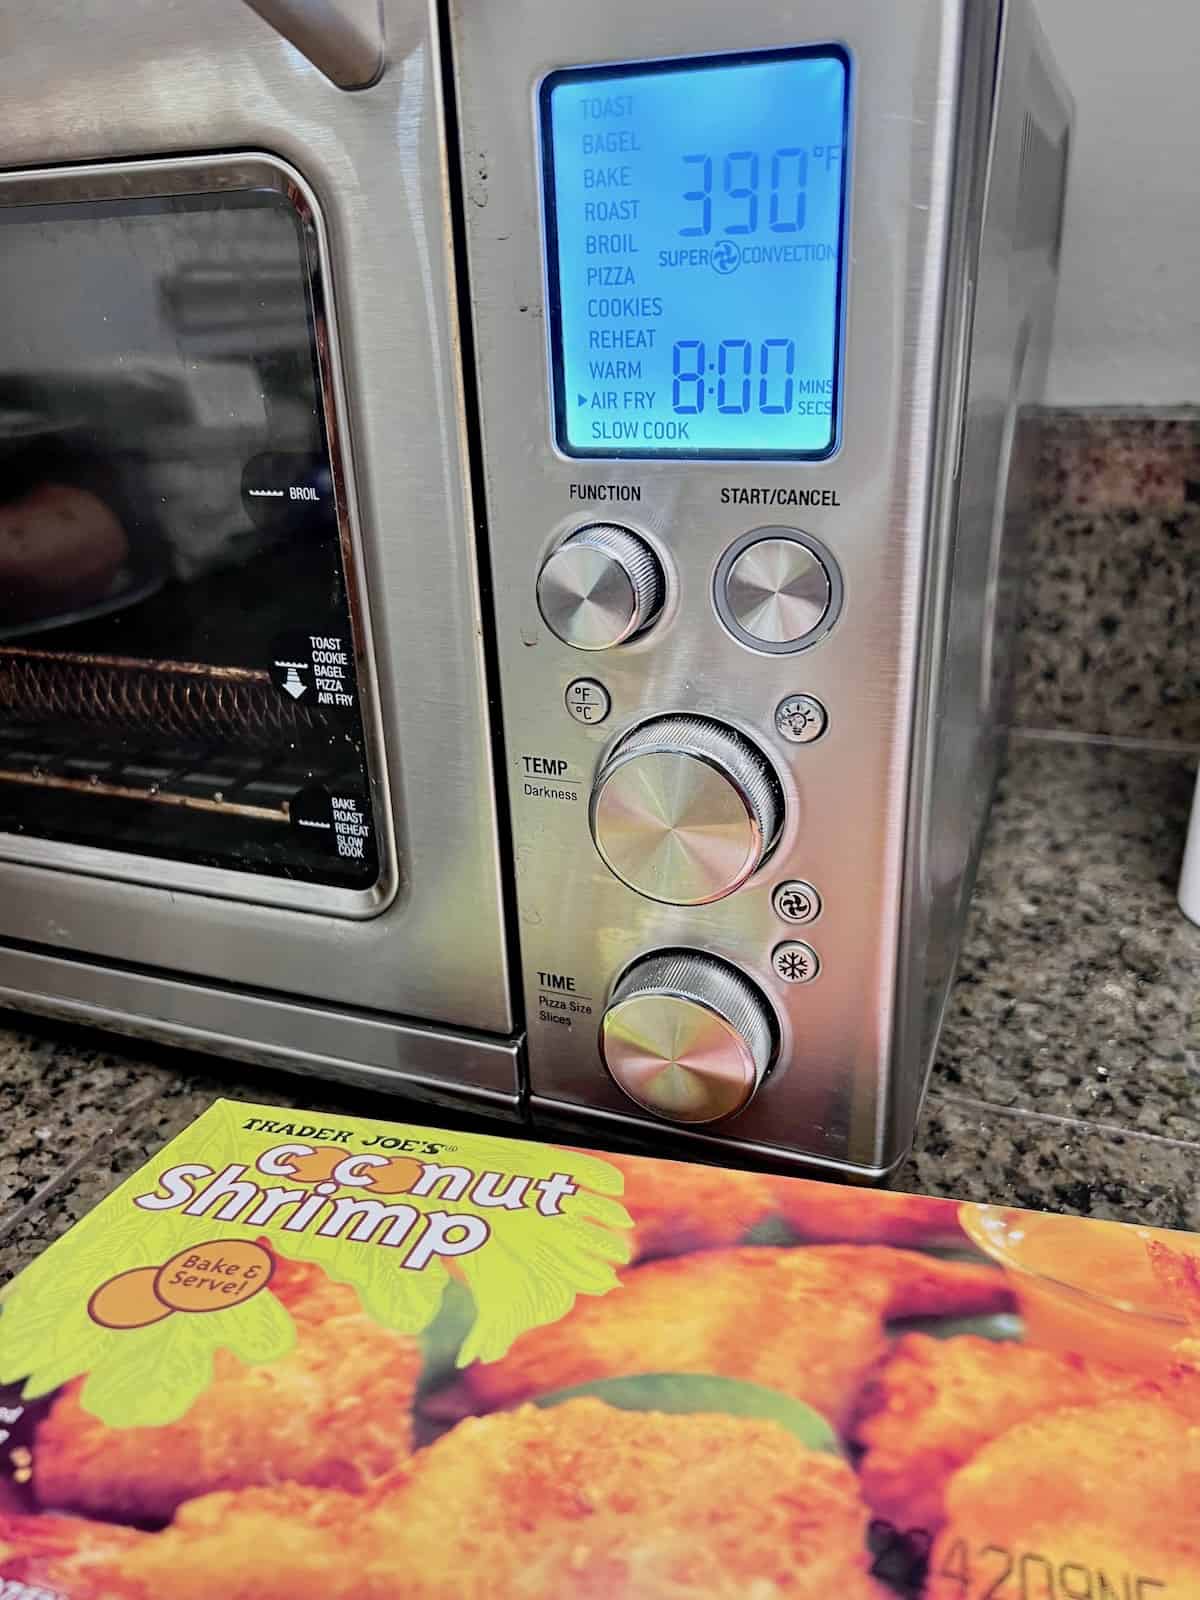 TOAST
BAGEL
BAKE
ROAST
BROIL
PIZZA
COOKIES
REHEAT
WARM
AIR FRY
SLOW COOK
390°F
SUPER CONVECTION
8:00 MINS
SECS
FUNCTION
START/CANCEL
°F
°C
TEMP
Darkness
TIME
Pizza Size
Slices
BROIL
TOAST
COOKIE
BAGEL
PIZZA
AIR FRY
BAKE
ROAST
REHEAT
SLOW
COOK
TRADER JOE'S®
coconut
shrimp
Bake &
Serve!